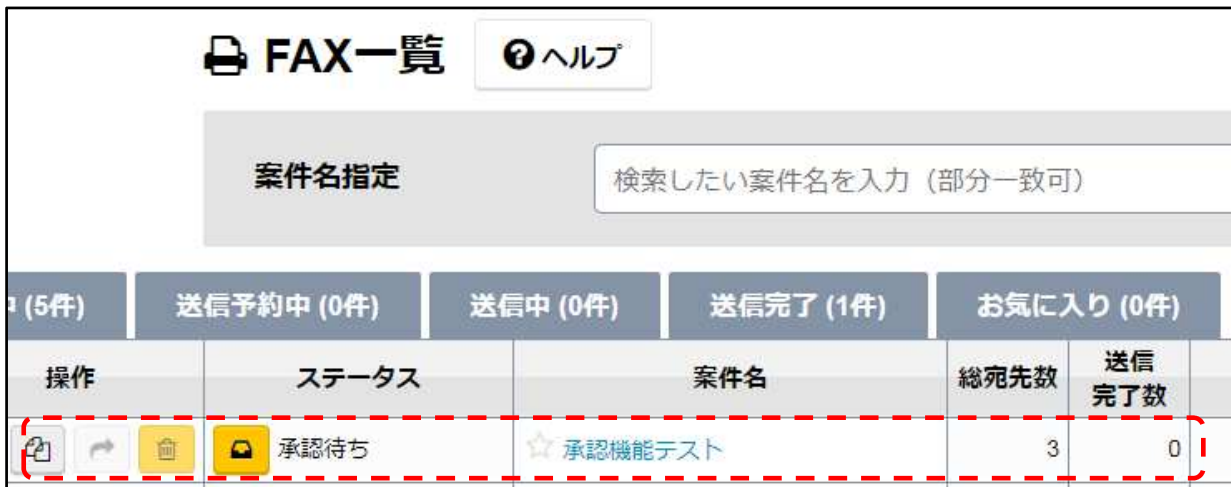 FAX一覧 ヘルプ
案件名指定 検索したい案件名を入力（部分一致可）
中 (5件) 送信予約中 (0件) 送信中 (0件) 送信完了 (1件) お気に入り (0件)
操作 ステータス 案件名 総宛先数 送信完了数
承認待ち 承認機能テスト 3 0